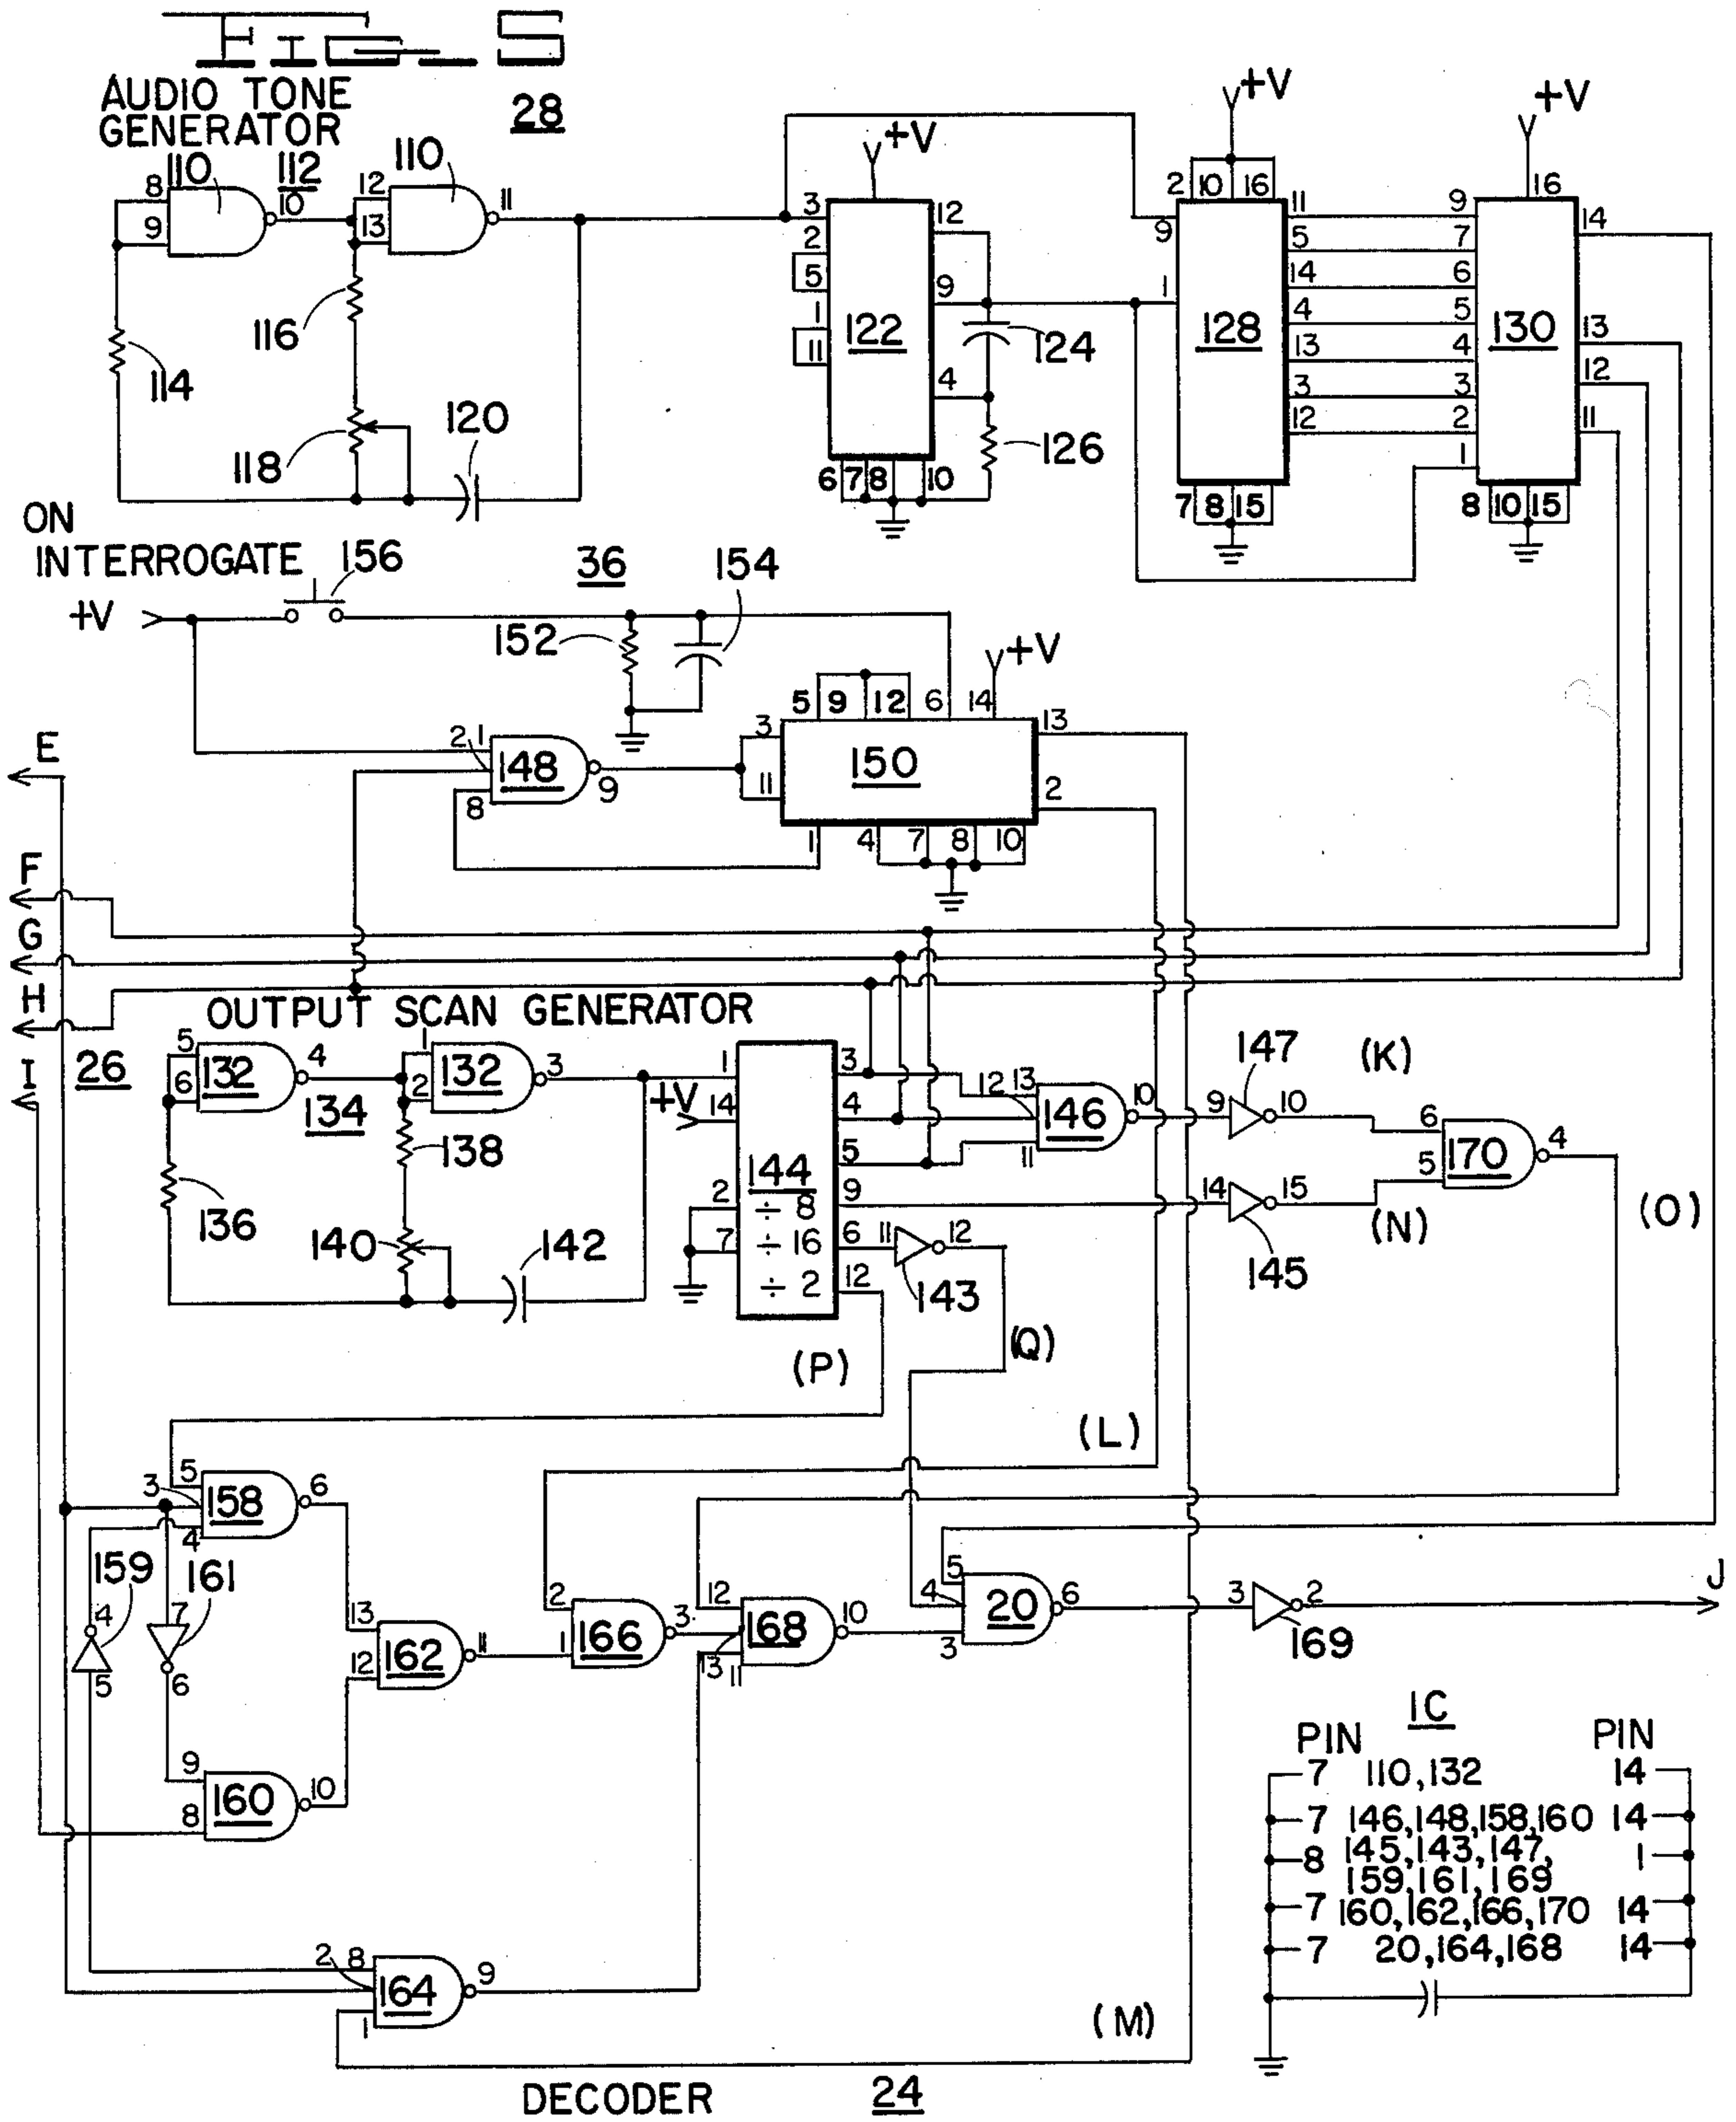 FIG_5
AUDIO TONE
GENERATOR
28
110 112 110
8 9 10 12 13 11
114
116
118
120
+V
3 2 5 1 11
122
12 9 4
6 7 8 10
124
126
+V
2 10 16
9 1
128
11 5 14 4 13 3 12
7 8 15
+V
16
9 7 6 5 4 3 2 1
130
14 13 12 11
8 10 15
ON
INTERROGATE
156
36
154
+V
152
+V
5 9 12 6 14
2 1
148
8
9
3
11
150
13
2
1 4 7 8 10
E
F
G
H
I
OUTPUT SCAN GENERATOR
26
5
6
132
4
134
1
2
132
3
136
138
140
142
+V
1
14
2
7
144
÷ 8
÷ 16
÷ 2
3
4
5
9
6
12
12 13
11
146
10
9
147
10
(K)
14
15
145
(N)
11
12
143
6
5
170
4
(O)
(P)
(Q)
(L)
5
3
4
158
6
159
4
5
161
7
6
13
12
162
11
9
8
160
10
2
1
166
3
12
13
11
168
10
5
4
3
20
6
3
2
169
J
2 8
1
164
9
(M)
IC
PIN PIN
7 110,132 14
7 146,148,158,160 14
8 145,143,147, 1
159,161,169
7 160,162,166,170 14
7 20,164,168 14
DECODER 24